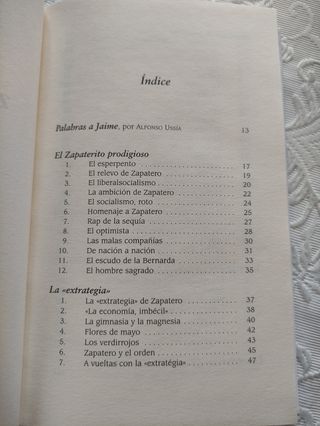 Índice
Palabras a Jaime, POR ALFONSO USSÍA 13
El Zapaterito prodigioso
1. El esperpento 17
2. El relevo de Zapatero 19
3. El liberalsocialismo 20
4. La ambición de Zapatero 22
5. El socialismo, roto 24
6. Homenaje a Zapatero 25
7. Rap de la sequía 27
8. El optimista 28
9. Las malas compañías 30
10. De nación a nación 31
11. El escudo de la Bernarda 33
12. El hombre sagrado 35
La «extrategia»
1. La «extrategia» de Zapatero 37
2. «La economía, imbécil» 38
3. La gimnasia y la magnesia 40
4. Flores de mayo 42
5. Los verdirrojos 43
6. Zapatero y el orden 45
7. A vueltas con la «extratégia» 47